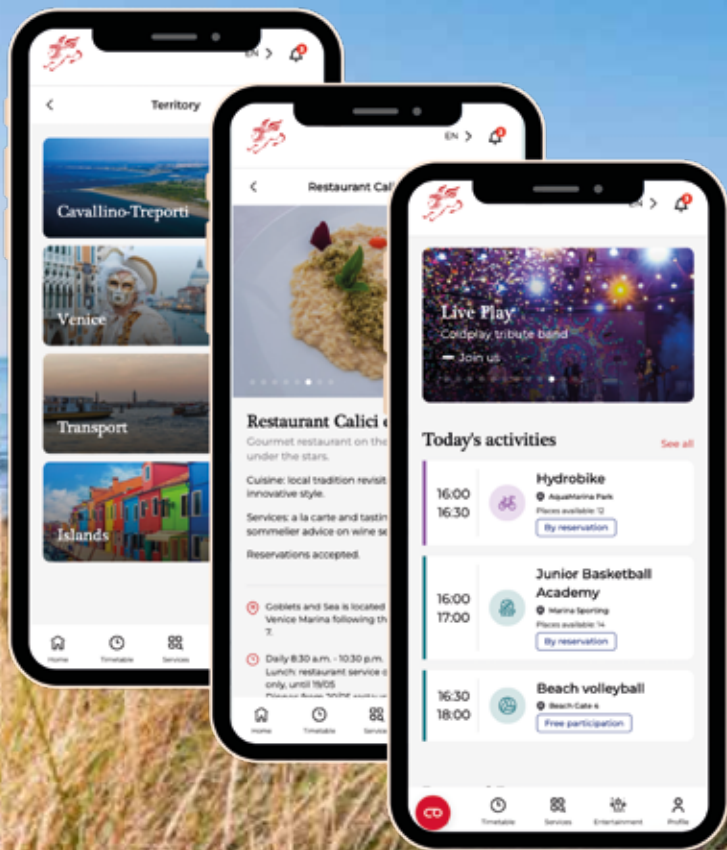 EN
3
Territory
Cavallino-Treporti
Venice
Transport
Islands
Home
Timetable
Services
EN
3
Restaurant Cal
Restaurant Calici
Gourmet restaurant on the
under the stars.
Cuisine: local tradition revisit
innovative style.
Services: a la carte and tastin
sommelier advice on wine se
Reservations accepted.
Goblets and Sea is located
Venice Marina following th
7.
Daily 8:30 a.m. - 10:30 p.m.
Lunch: restaurant service
only, until 19/05
Home
Timetable
Service
EN
3
Live Play
Coldplay tribute band
Join us
Today's activities
See all
16:00
16:30
Hydrobike
AquaMarina Park
Places available: 12
By reservation
16:00
17:00
Junior Basketball
Academy
Marina Sporting
Places available: 14
By reservation
16:30
18:00
Beach volleyball
Beach Gate 4
Free participation
Timetable
Services
Entertainment
Profile